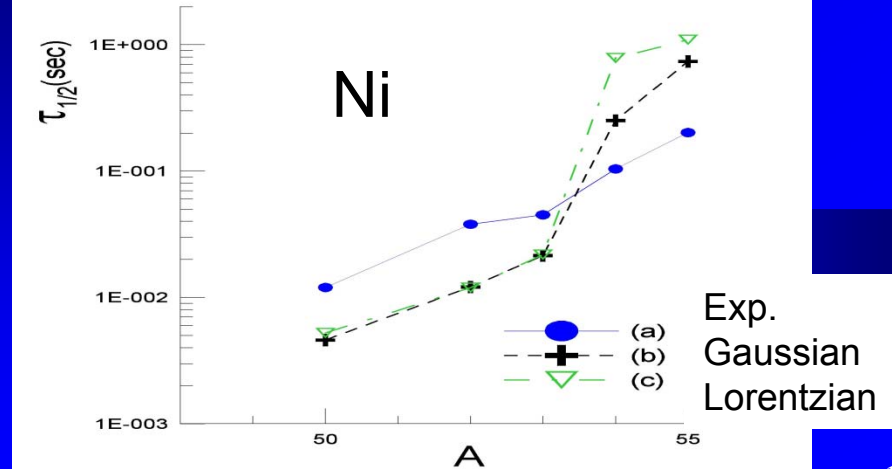 τ1/2(sec)
1E+000
1E-001
1E-002
1E-003
Ni
50
55
A
(a)
(b)
(c)
Exp.
Gaussian
Lorentzian